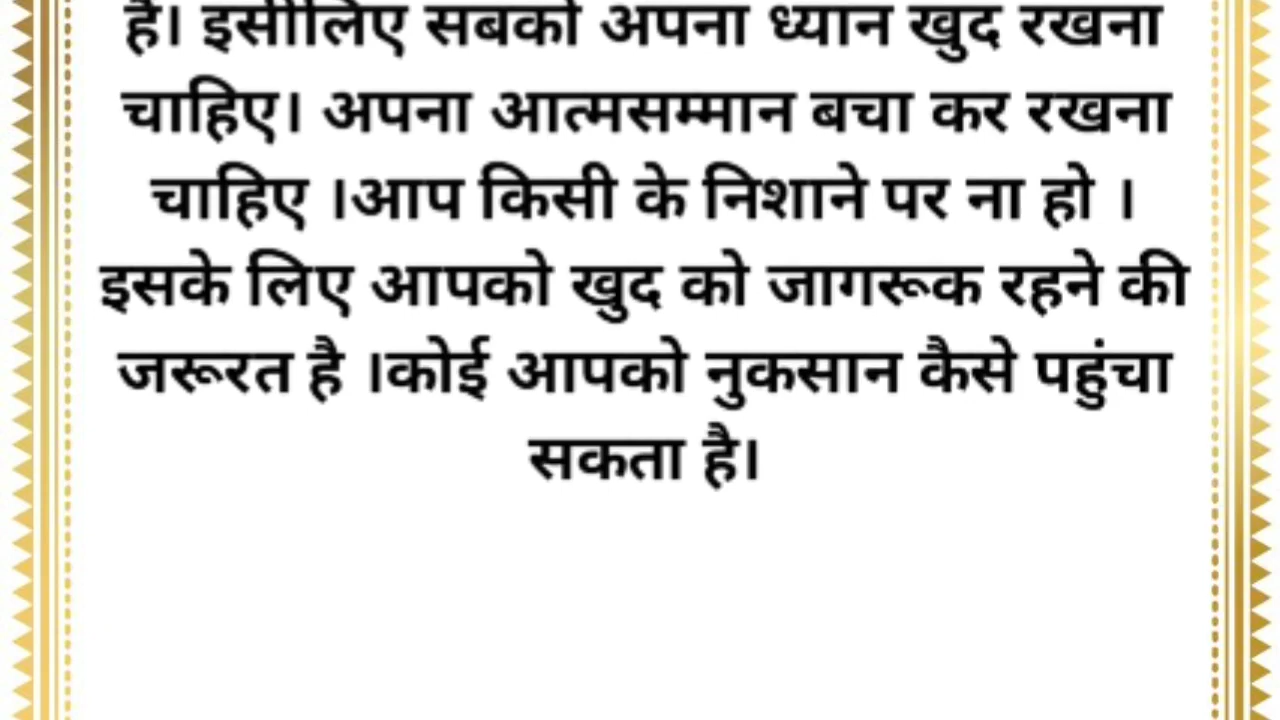 है। इसीलिए सबको अपना ध्यान खुद रखना
चाहिए। अपना आत्मसम्मान बचा कर रखना
चाहिए ।आप किसी के निशाने पर ना हो ।
इसके लिए आपको खुद को जागरूक रहने की
जरूरत है ।कोई आपको नुकसान कैसे पहुंचा
सकता है।